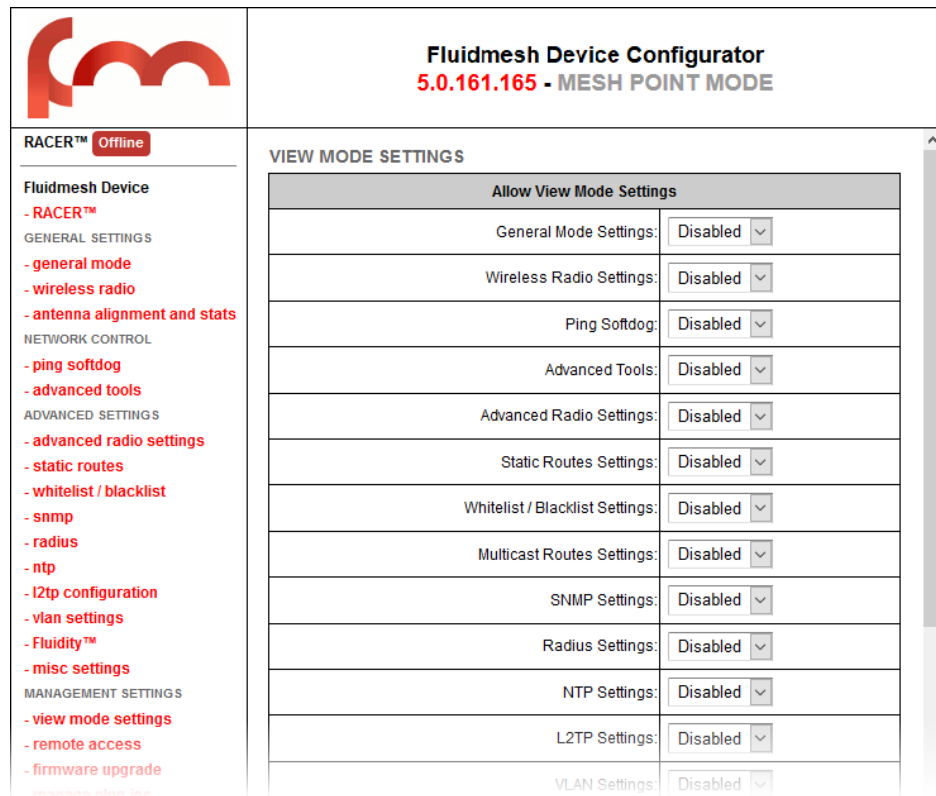 Fluidmesh Device Configurator
5.0.161.165 - MESH POINT MODE
RACER™ Offline
Fluidmesh Device
- RACER™
GENERAL SETTINGS
- general mode
- wireless radio
- antenna alignment and stats
NETWORK CONTROL
- ping softdog
- advanced tools
ADVANCED SETTINGS
- advanced radio settings
- static routes
- whitelist / blacklist
- snmp
- radius
- ntp
- l2tp configuration
- vlan settings
- Fluidity™
- misc settings
MANAGEMENT SETTINGS
- view mode settings
- remote access
- firmware upgrade
- manage plug-ins
VIEW MODE SETTINGS
Allow View Mode Settings
General Mode Settings: Disabled
Wireless Radio Settings: Disabled
Ping Softdog: Disabled
Advanced Tools: Disabled
Advanced Radio Settings: Disabled
Static Routes Settings: Disabled
Whitelist / Blacklist Settings: Disabled
Multicast Routes Settings: Disabled
SNMP Settings: Disabled
Radius Settings: Disabled
NTP Settings: Disabled
L2TP Settings: Disabled
VLAN Settings: Disabled